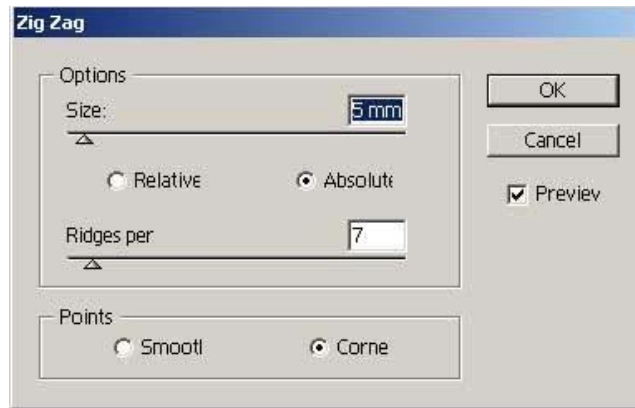 Zig Zag
Options
Size: 5 mm
Relative Absolute
Ridges per 7
Points
Smootl Corne
OK
Cancel
Previev